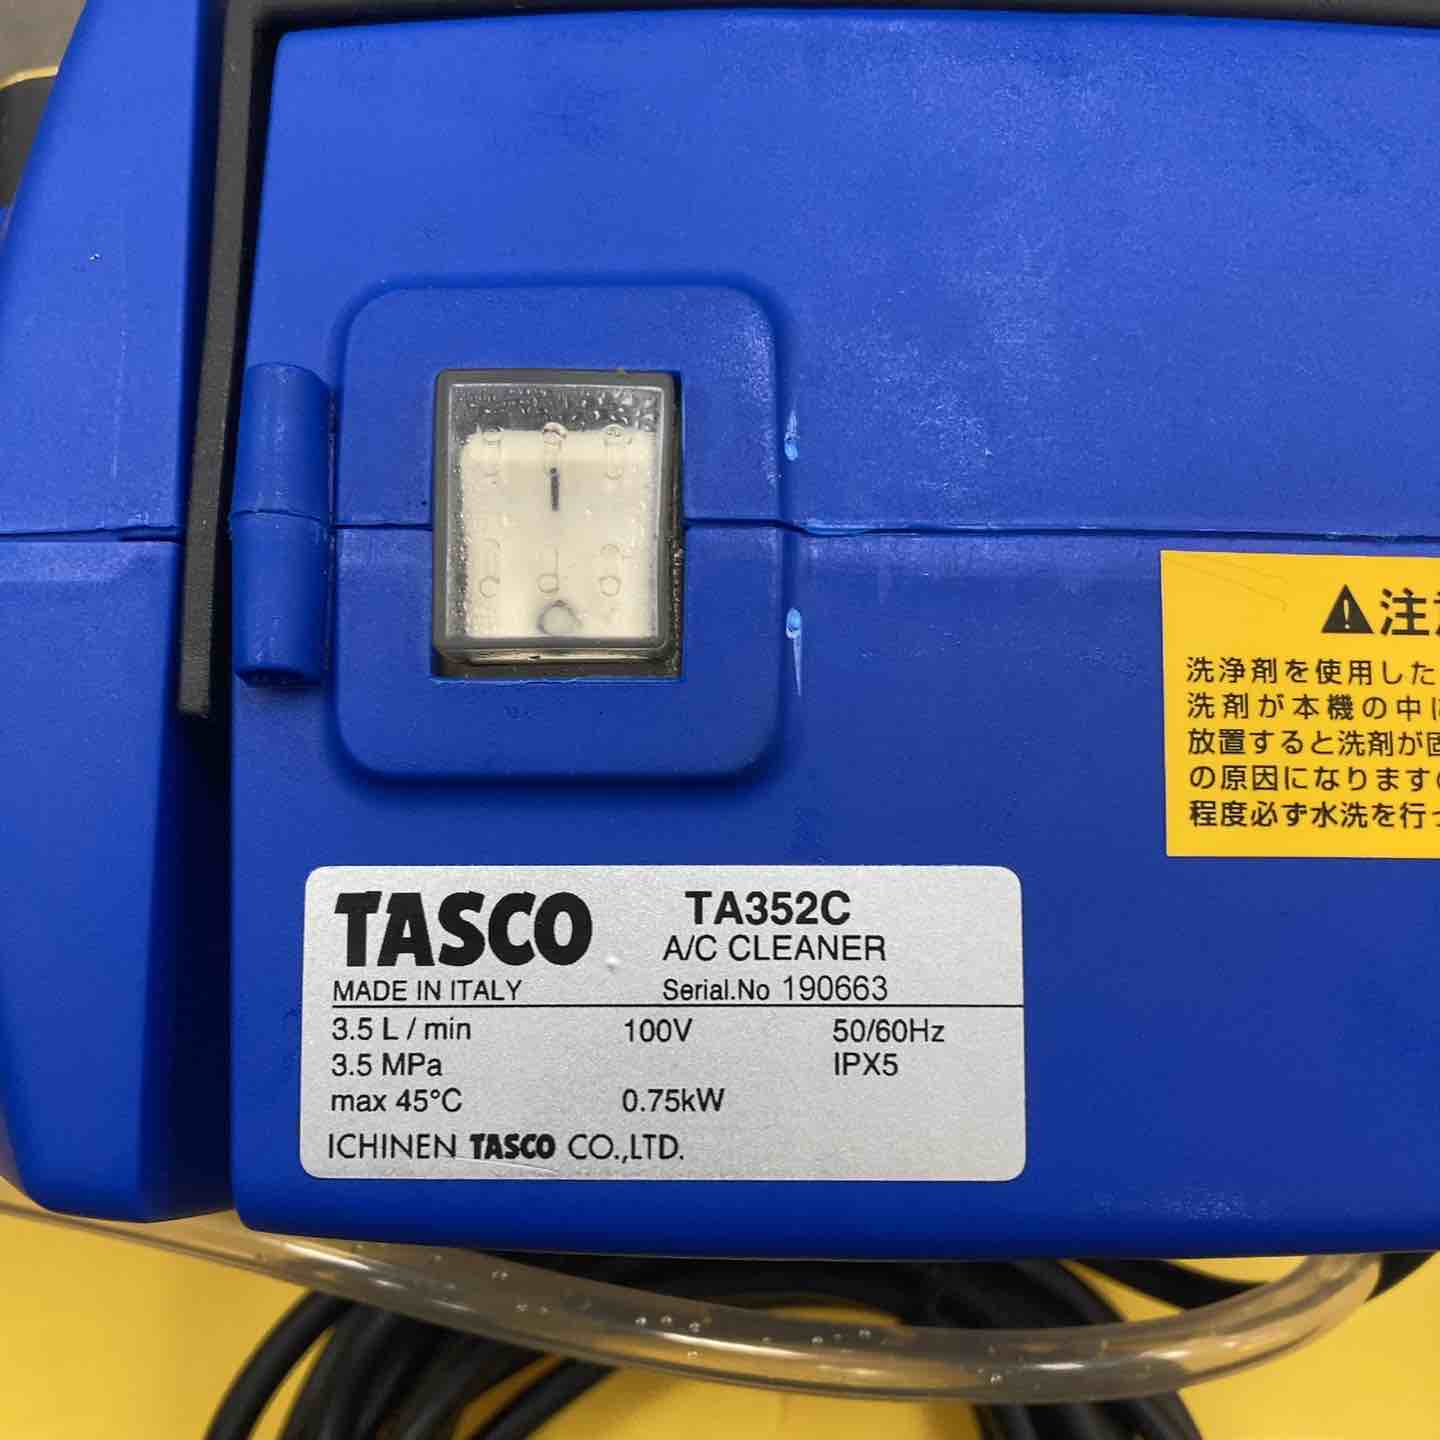 ⚠注
洗浄剤を使用した
洗剤が本機の中に
放置すると洗剤が
の原因になります
程度必ず水洗を行っ
TASCO TA352C
A/C CLEANER
MADE IN ITALY Serial.No 190663
3.5 L / min 100V 50/60Hz
3.5 MPa IPX5
max 45°C 0.75kW
ICHINEN TASCO CO.,LTD.